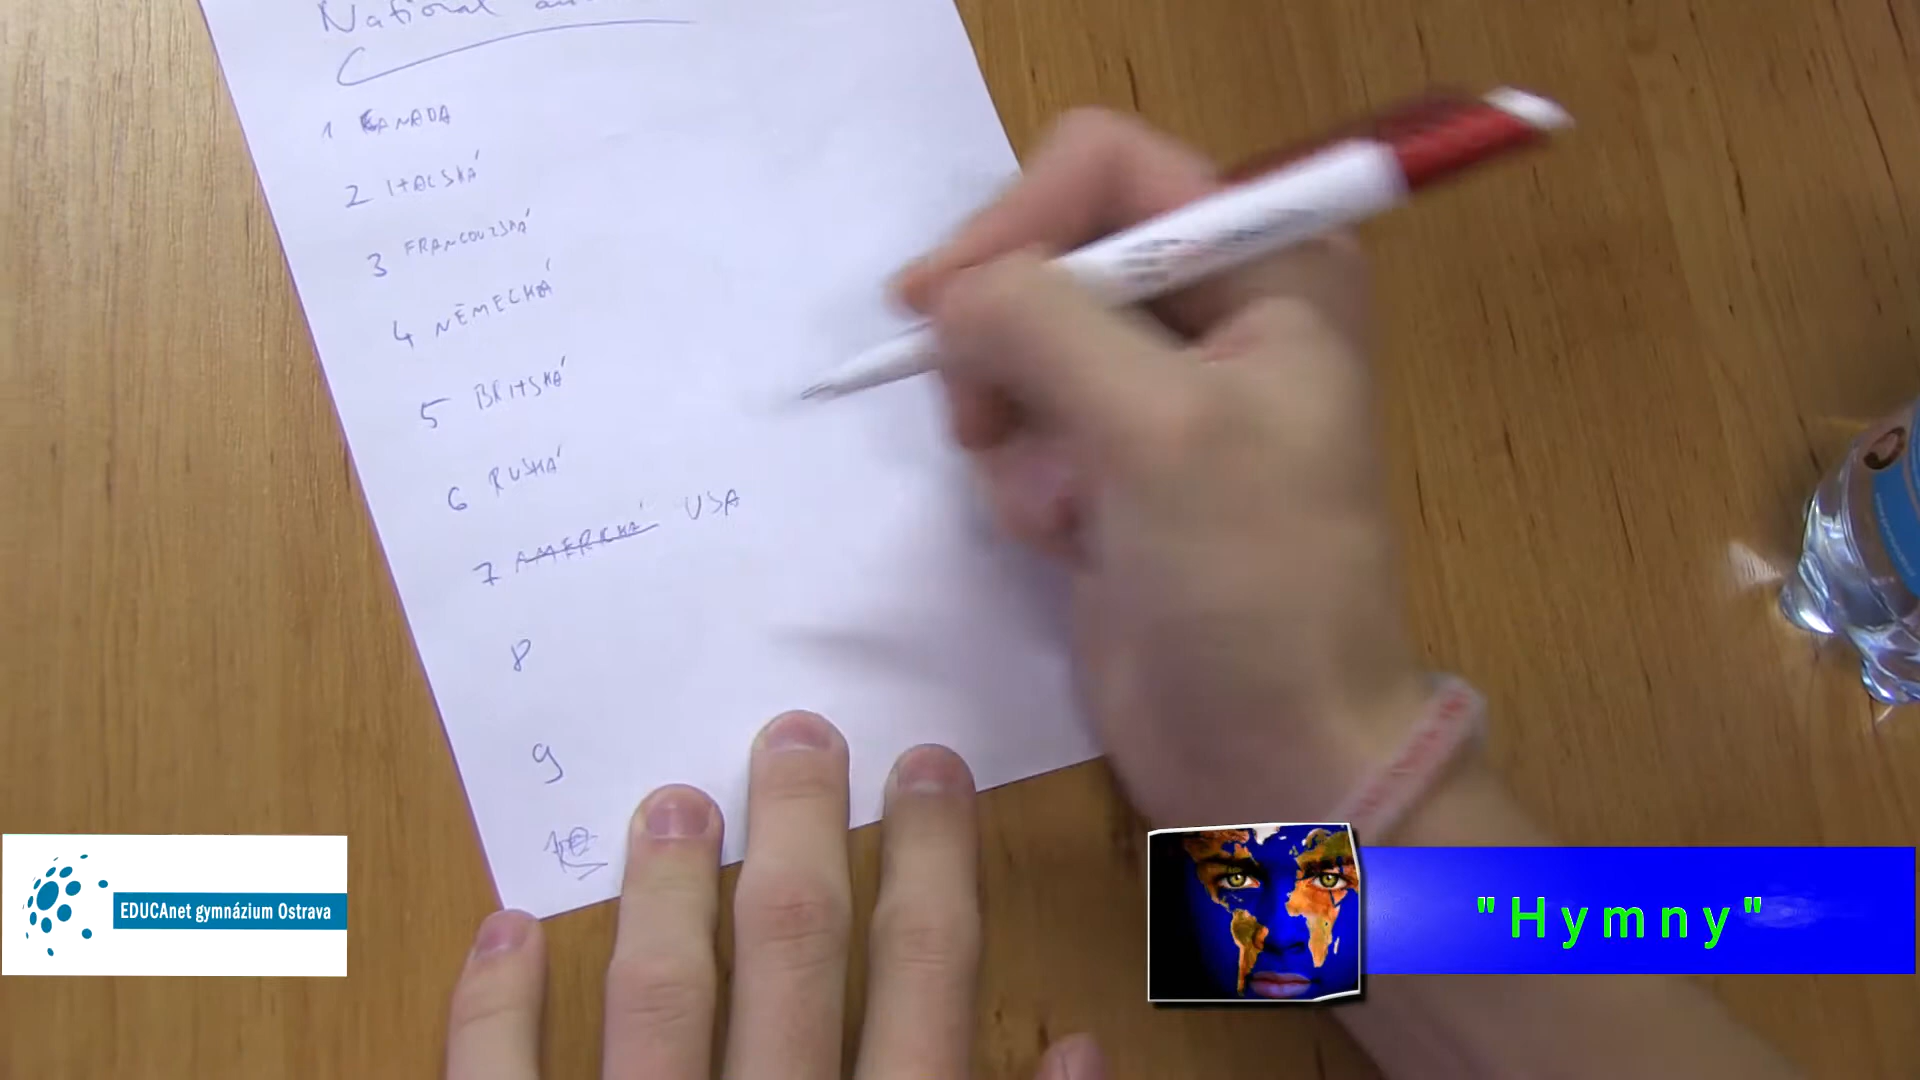 National
1 KANADA
2 ITALSKÁ
3 FRANCOUZSKÁ
4 NĚMECKÁ
5 BRITSKÁ
6 RUSKÁ
7 AMERICKÁ USA
8
9
10
EDUCAnet gymnázium Ostrava
"Hymny"